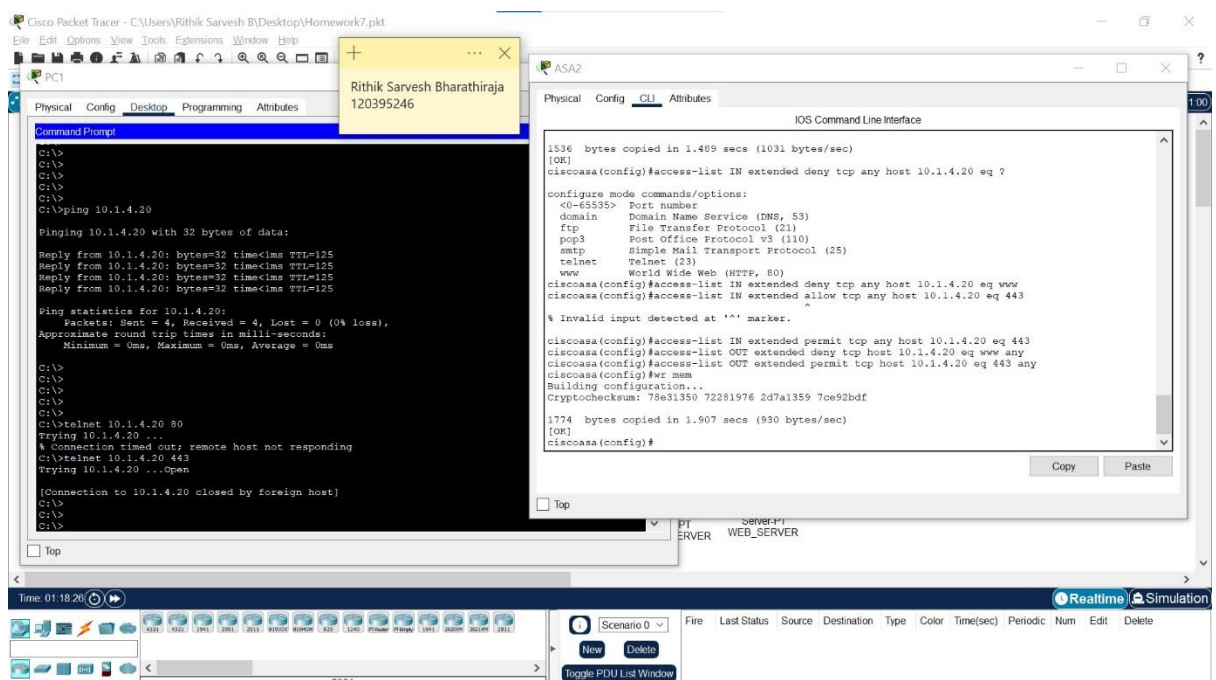 Cisco Packet Tracer - C:\Users\Rithik Sarvesh B\Desktop\Homework7.pkt
File Edit Options View Tools Extensions Window Help
PC1
Physical Config Desktop Programming Attributes
Command Prompt
C:\>
C:\>
C:\>
C:\>
C:\>ping 10.1.4.20
Pinging 10.1.4.20 with 32 bytes of data:
Reply from 10.1.4.20: bytes=32 time<1ms TTL=125
Reply from 10.1.4.20: bytes=32 time<1ms TTL=125
Reply from 10.1.4.20: bytes=32 time<1ms TTL=125
Reply from 10.1.4.20: bytes=32 time<1ms TTL=125
Ping statistics for 10.1.4.20:
Packets: Sent = 4, Received = 4, Lost = 0 (0% loss),
Approximate round trip times in milli-seconds:
Minimum = 0ms, Maximum = 0ms, Average = 0ms
C:\>
C:\>
C:\>
C:\>
C:\>
C:\>telnet 10.1.4.20 80
Trying 10.1.4.20 ...
% Connection timed out; remote host not responding
C:\>telnet 10.1.4.20 443
Trying 10.1.4.20 ...Open
[Connection to 10.1.4.20 closed by foreign host]
C:\>
C:\>
C:\>
Top
Rithik Sarvesh Bharathiraja
120395246
ASA2
Physical Config CLI Attributes
IOS Command Line Interface
1536 bytes copied in 1.489 secs (1031 bytes/sec)
[OK]
ciscoasa(config)#access-list IN extended deny tcp any host 10.1.4.20 eq ?
configure mode commands/options:
<0-65535> Port number
domain Domain Name Service (DNS, 53)
ftp File Transfer Protocol (21)
pop3 Post Office Protocol v3 (110)
smtp Simple Mail Transport Protocol (25)
telnet Telnet (23)
www World Wide Web (HTTP, 80)
ciscoasa(config)#access-list IN extended deny tcp any host 10.1.4.20 eq www
ciscoasa(config)#access-list IN extended allow tcp any host 10.1.4.20 eq 443
^
% Invalid input detected at '^' marker.
ciscoasa(config)#access-list IN extended permit tcp any host 10.1.4.20 eq 443
ciscoasa(config)#access-list OUT extended deny tcp host 10.1.4.20 eq www any
ciscoasa(config)#access-list OUT extended permit tcp host 10.1.4.20 eq 443 any
ciscoasa(config)#wr mem
Building configuration...
Cryptochecksum: 78e31350 72281976 2d7a1359 7ce92bdf
1774 bytes copied in 1.907 secs (930 bytes/sec)
[OK]
ciscoasa(config)#
Copy Paste
Top
1:00
PT Server-PT
ERVER WEB_SERVER
Time: 01:18:26
Realtime Simulation
Scenario 0
New Delete
Toggle PDU List Window
Fire Last Status Source Destination Type Color Time(sec) Periodic Num Edit Delete